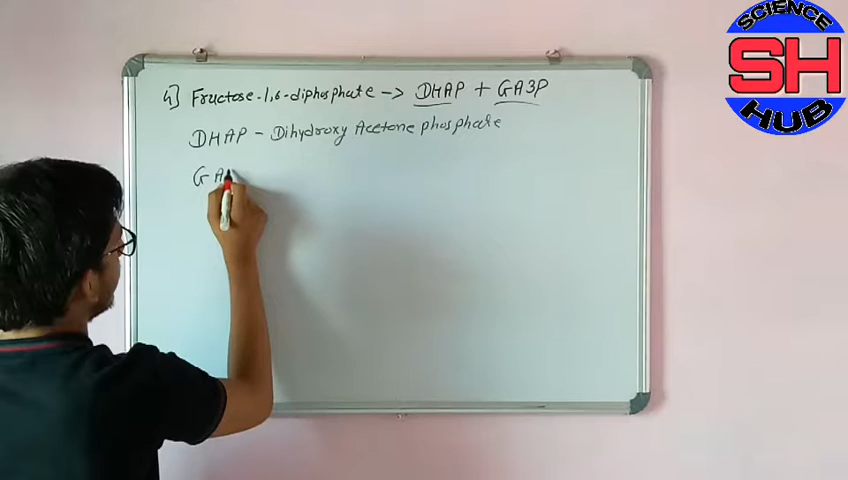 SCIENCE
SH
HUB
4] Fructose-1,6-diphosphate -> DHAP + GA3P
DHAP - Dihydroxy Acetone phosphate
GA